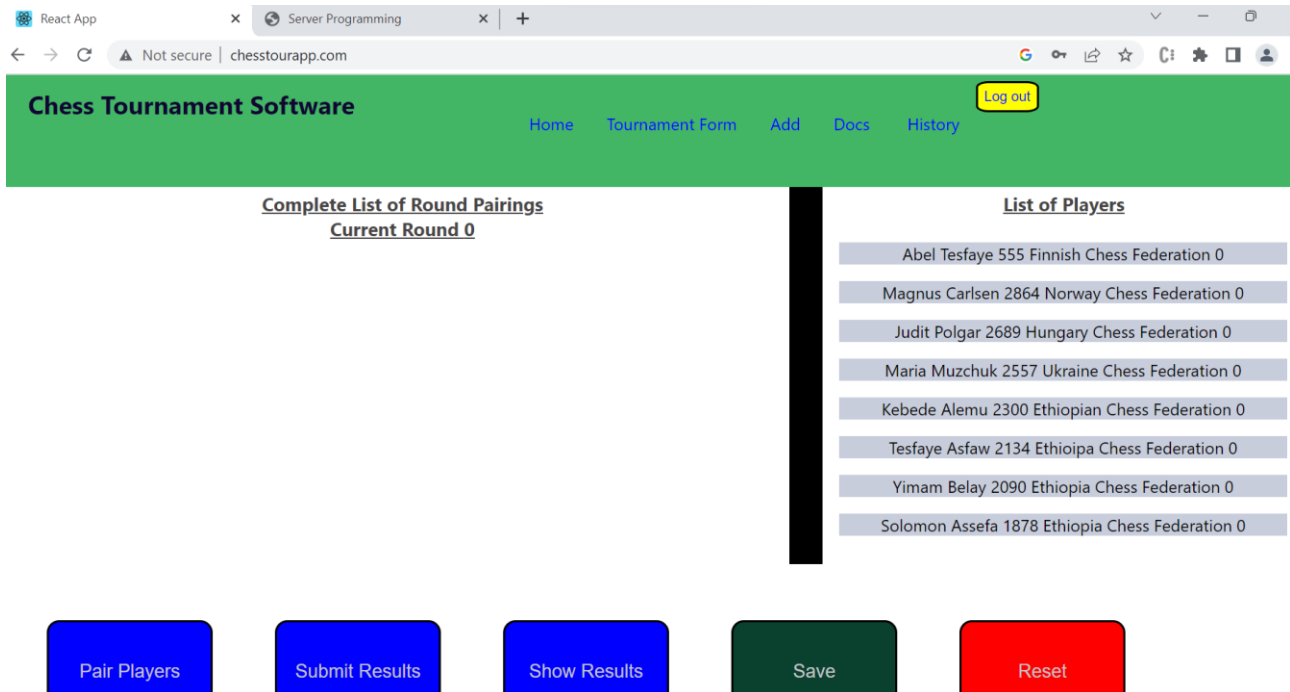 React App
Server Programming
Not secure | chesstourapp.com
Chess Tournament Software
Home Tournament Form Add Docs History Log out
Complete List of Round Pairings
Current Round 0
List of Players
Abel Tesfaye 555 Finnish Chess Federation 0
Magnus Carlsen 2864 Norway Chess Federation 0
Judit Polgar 2689 Hungary Chess Federation 0
Maria Muzchuk 2557 Ukraine Chess Federation 0
Kebede Alemu 2300 Ethiopian Chess Federation 0
Tesfaye Asfaw 2134 Ethioipa Chess Federation 0
Yimam Belay 2090 Ethiopia Chess Federation 0
Solomon Assefa 1878 Ethiopia Chess Federation 0
Pair Players
Submit Results
Show Results
Save
Reset